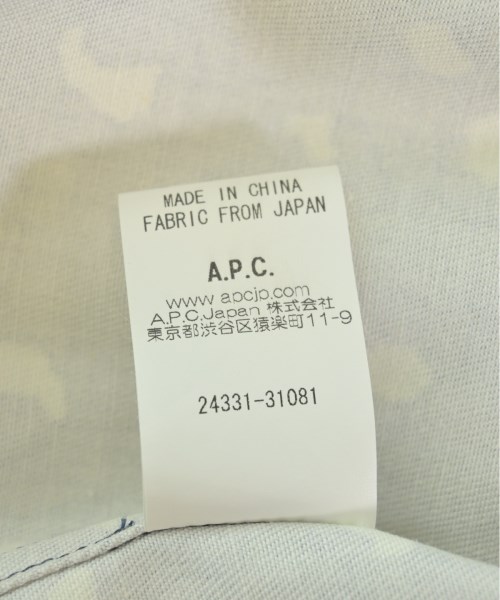 MADE IN CHINA
FABRIC FROM JAPAN
A.P.C.
www apcjp.com
A.P.C.Japan 株式会社
東京都渋谷区猿楽町11-9
24331-31081